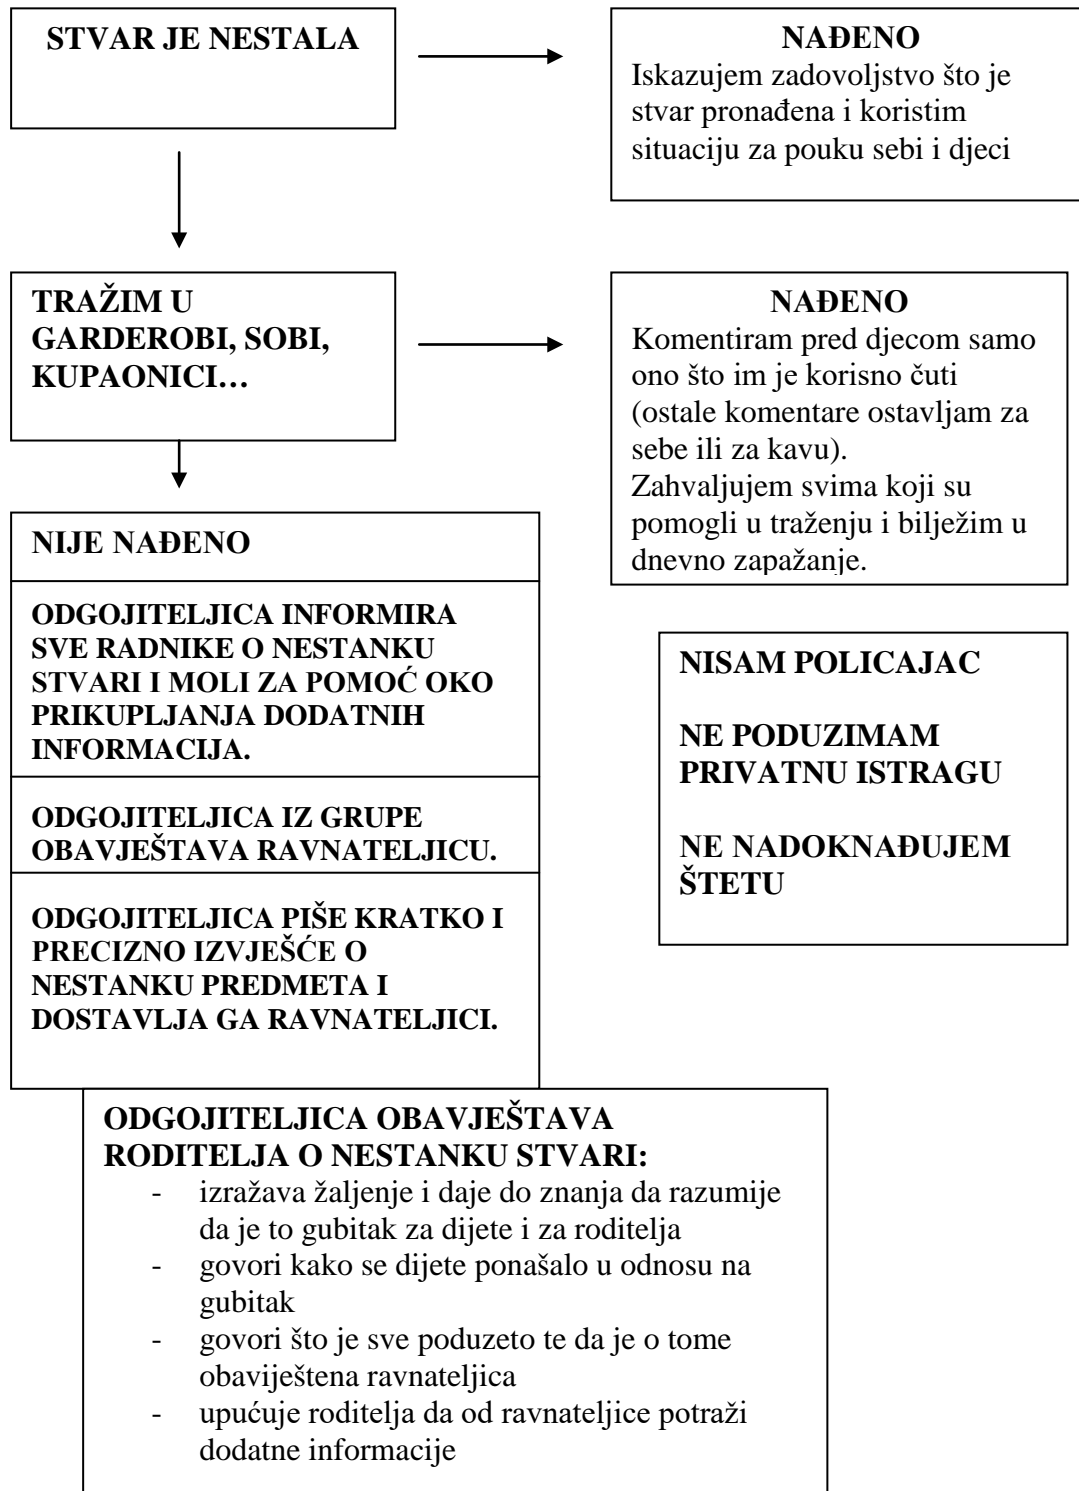 STVAR JE NESTALA
NAĐENO
Iskazujem zadovoljstvo što je
stvar pronađena i koristim
situaciju za pouku sebi i djeci
TRAŽIM U
GARDEROBI, SOBI,
KUPAONICI…
NAĐENO
Komentiram pred djecom samo
ono što im je korisno čuti
(ostale komentare ostavljam za
sebe ili za kavu).
Zahvaljujem svima koji su
pomogli u traženju i bilježim u
dnevno zapažanje.
NIJE NAĐENO
ODGOJITELJICA INFORMIRA
SVE RADNIKE O NESTANKU
STVARI I MOLI ZA POMOĆ OKO
PRIKUPLJANJA DODATNIH
INFORMACIJA.
ODGOJITELJICA IZ GRUPE
OBAVJEŠTAVA RAVNATELJICU.
ODGOJITELJICA PIŠE KRATKO I
PRECIZNO IZVJEŠĆE O
NESTANKU PREDMETA I
DOSTAVLJA GA RAVNATELJICI.
NISAM POLICAJAC
NE PODUZIMAM
PRIVATNU ISTRAGU
NE NADOKNAĐUJEM
ŠTETU
ODGOJITELJICA OBAVJEŠTAVA
RODITELJA O NESTANKU STVARI:
- izražava žaljenje i daje do znanja da razumije
da je to gubitak za dijete i za roditelja
- govori kako se dijete ponašalo u odnosu na
gubitak
- govori što je sve poduzeto te da je o tome
obaviještena ravnateljica
- upućuje roditelja da od ravnateljice potraži
dodatne informacije